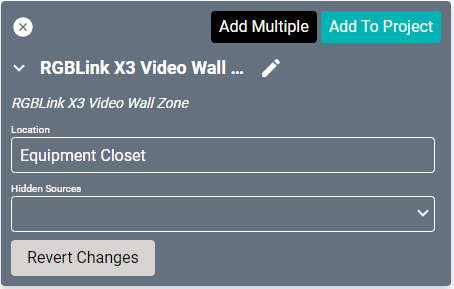 Add Multiple
Add To Project
RGBLink X3 Video Wall ...
RGBLink X3 Video Wall Zone
Location
Equipment Closet
Hidden Sources
Revert Changes